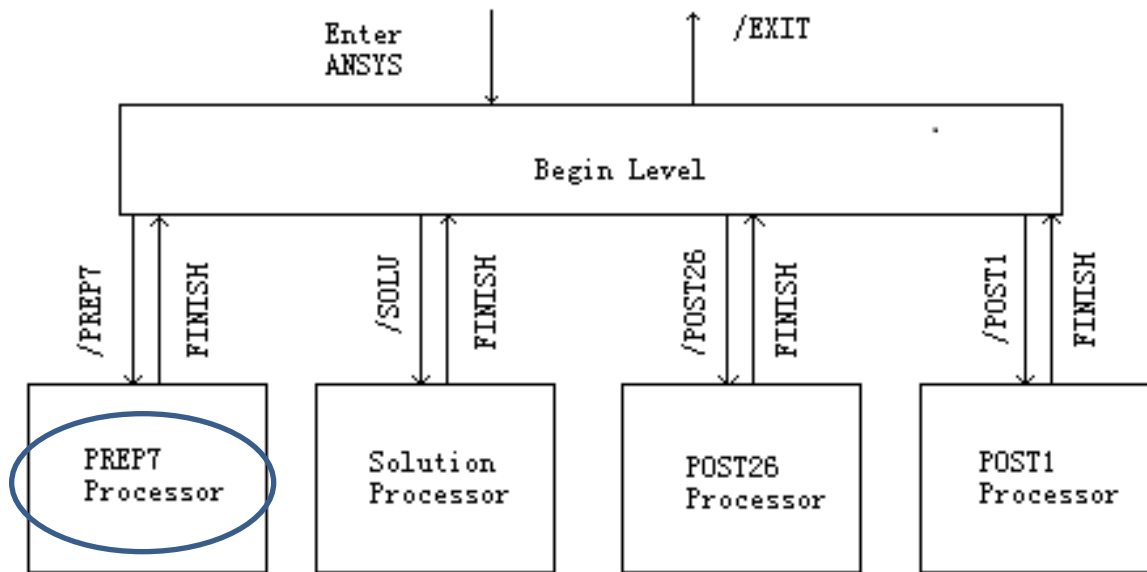 Enter
ANSYS
/EXIT
Begin Level
/PREP7
FINISH
/SOLU
FINISH
/POST26
FINISH
/POST1
FINISH
PREP7
Processor
Solution
Processor
POST26
Processor
POST1
Processor